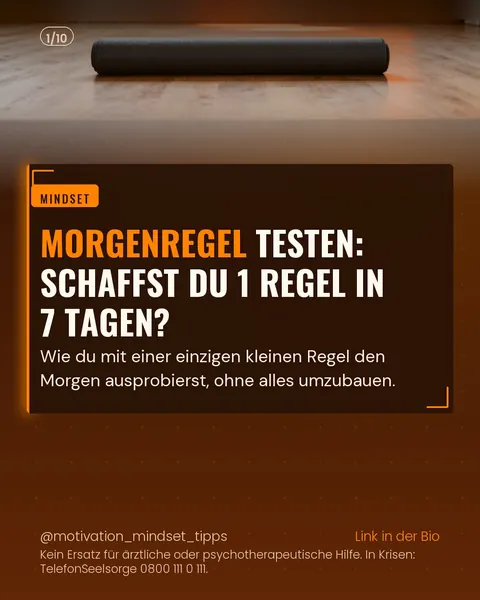 1/10
MINDSET
MORGENREGEL TESTEN:
SCHAFFST DU 1 REGEL IN
7 TAGEN?
Wie du mit einer einzigen kleinen Regel den
Morgen ausprobierst, ohne alles umzubauen.
@motivation_mindset_tipps
Link in der Bio
Kein Ersatz für ärztliche oder psychotherapeutische Hilfe. In Krisen:
TelefonSeelsorge 0800 111 0 111.